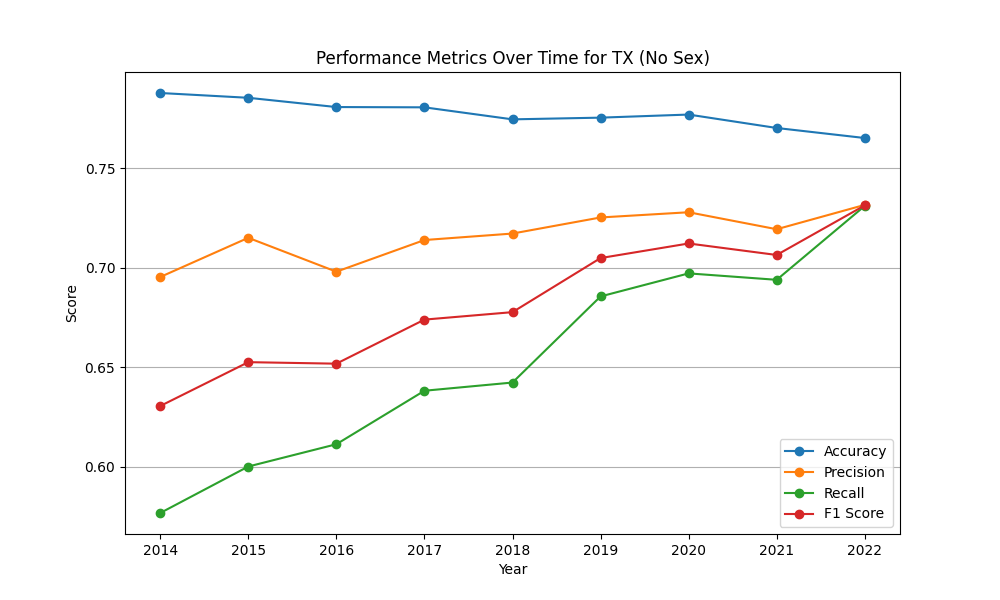 Performance Metrics Over Time for TX (No Sex)
Score
0.75
0.70
0.65
0.60
Accuracy
Precision
Recall
F1 Score
2014 2015 2016 2017 2018 2019 2020 2021 2022
Year